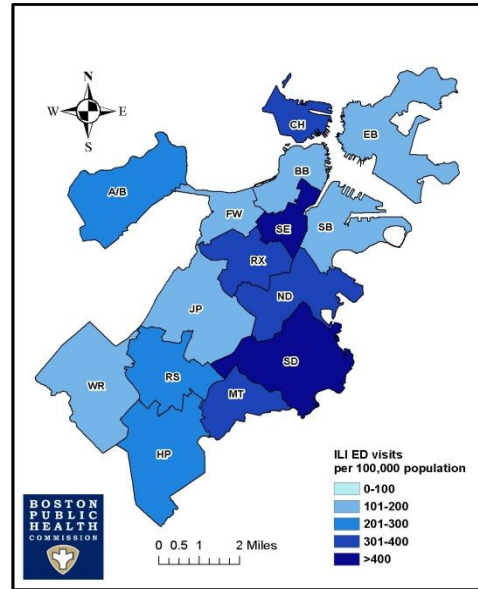 N
W E
S
CH
EB
A/B
BB
FW
SE
SB
RX
ND
JP
SD
WR
RS
MT
HP
ILI ED visits
per 100,000 population
0-100
101-200
201-300
301-400
>400
BOSTON
PUBLIC
HEALTH
COMMISSION
0 0.5 1 2 Miles